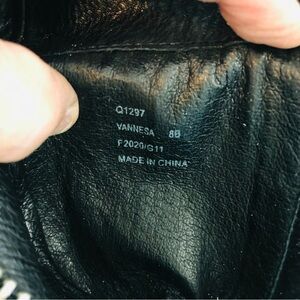 Q1297
VANNESA 8B
F2020/G11
MADE IN CHINA